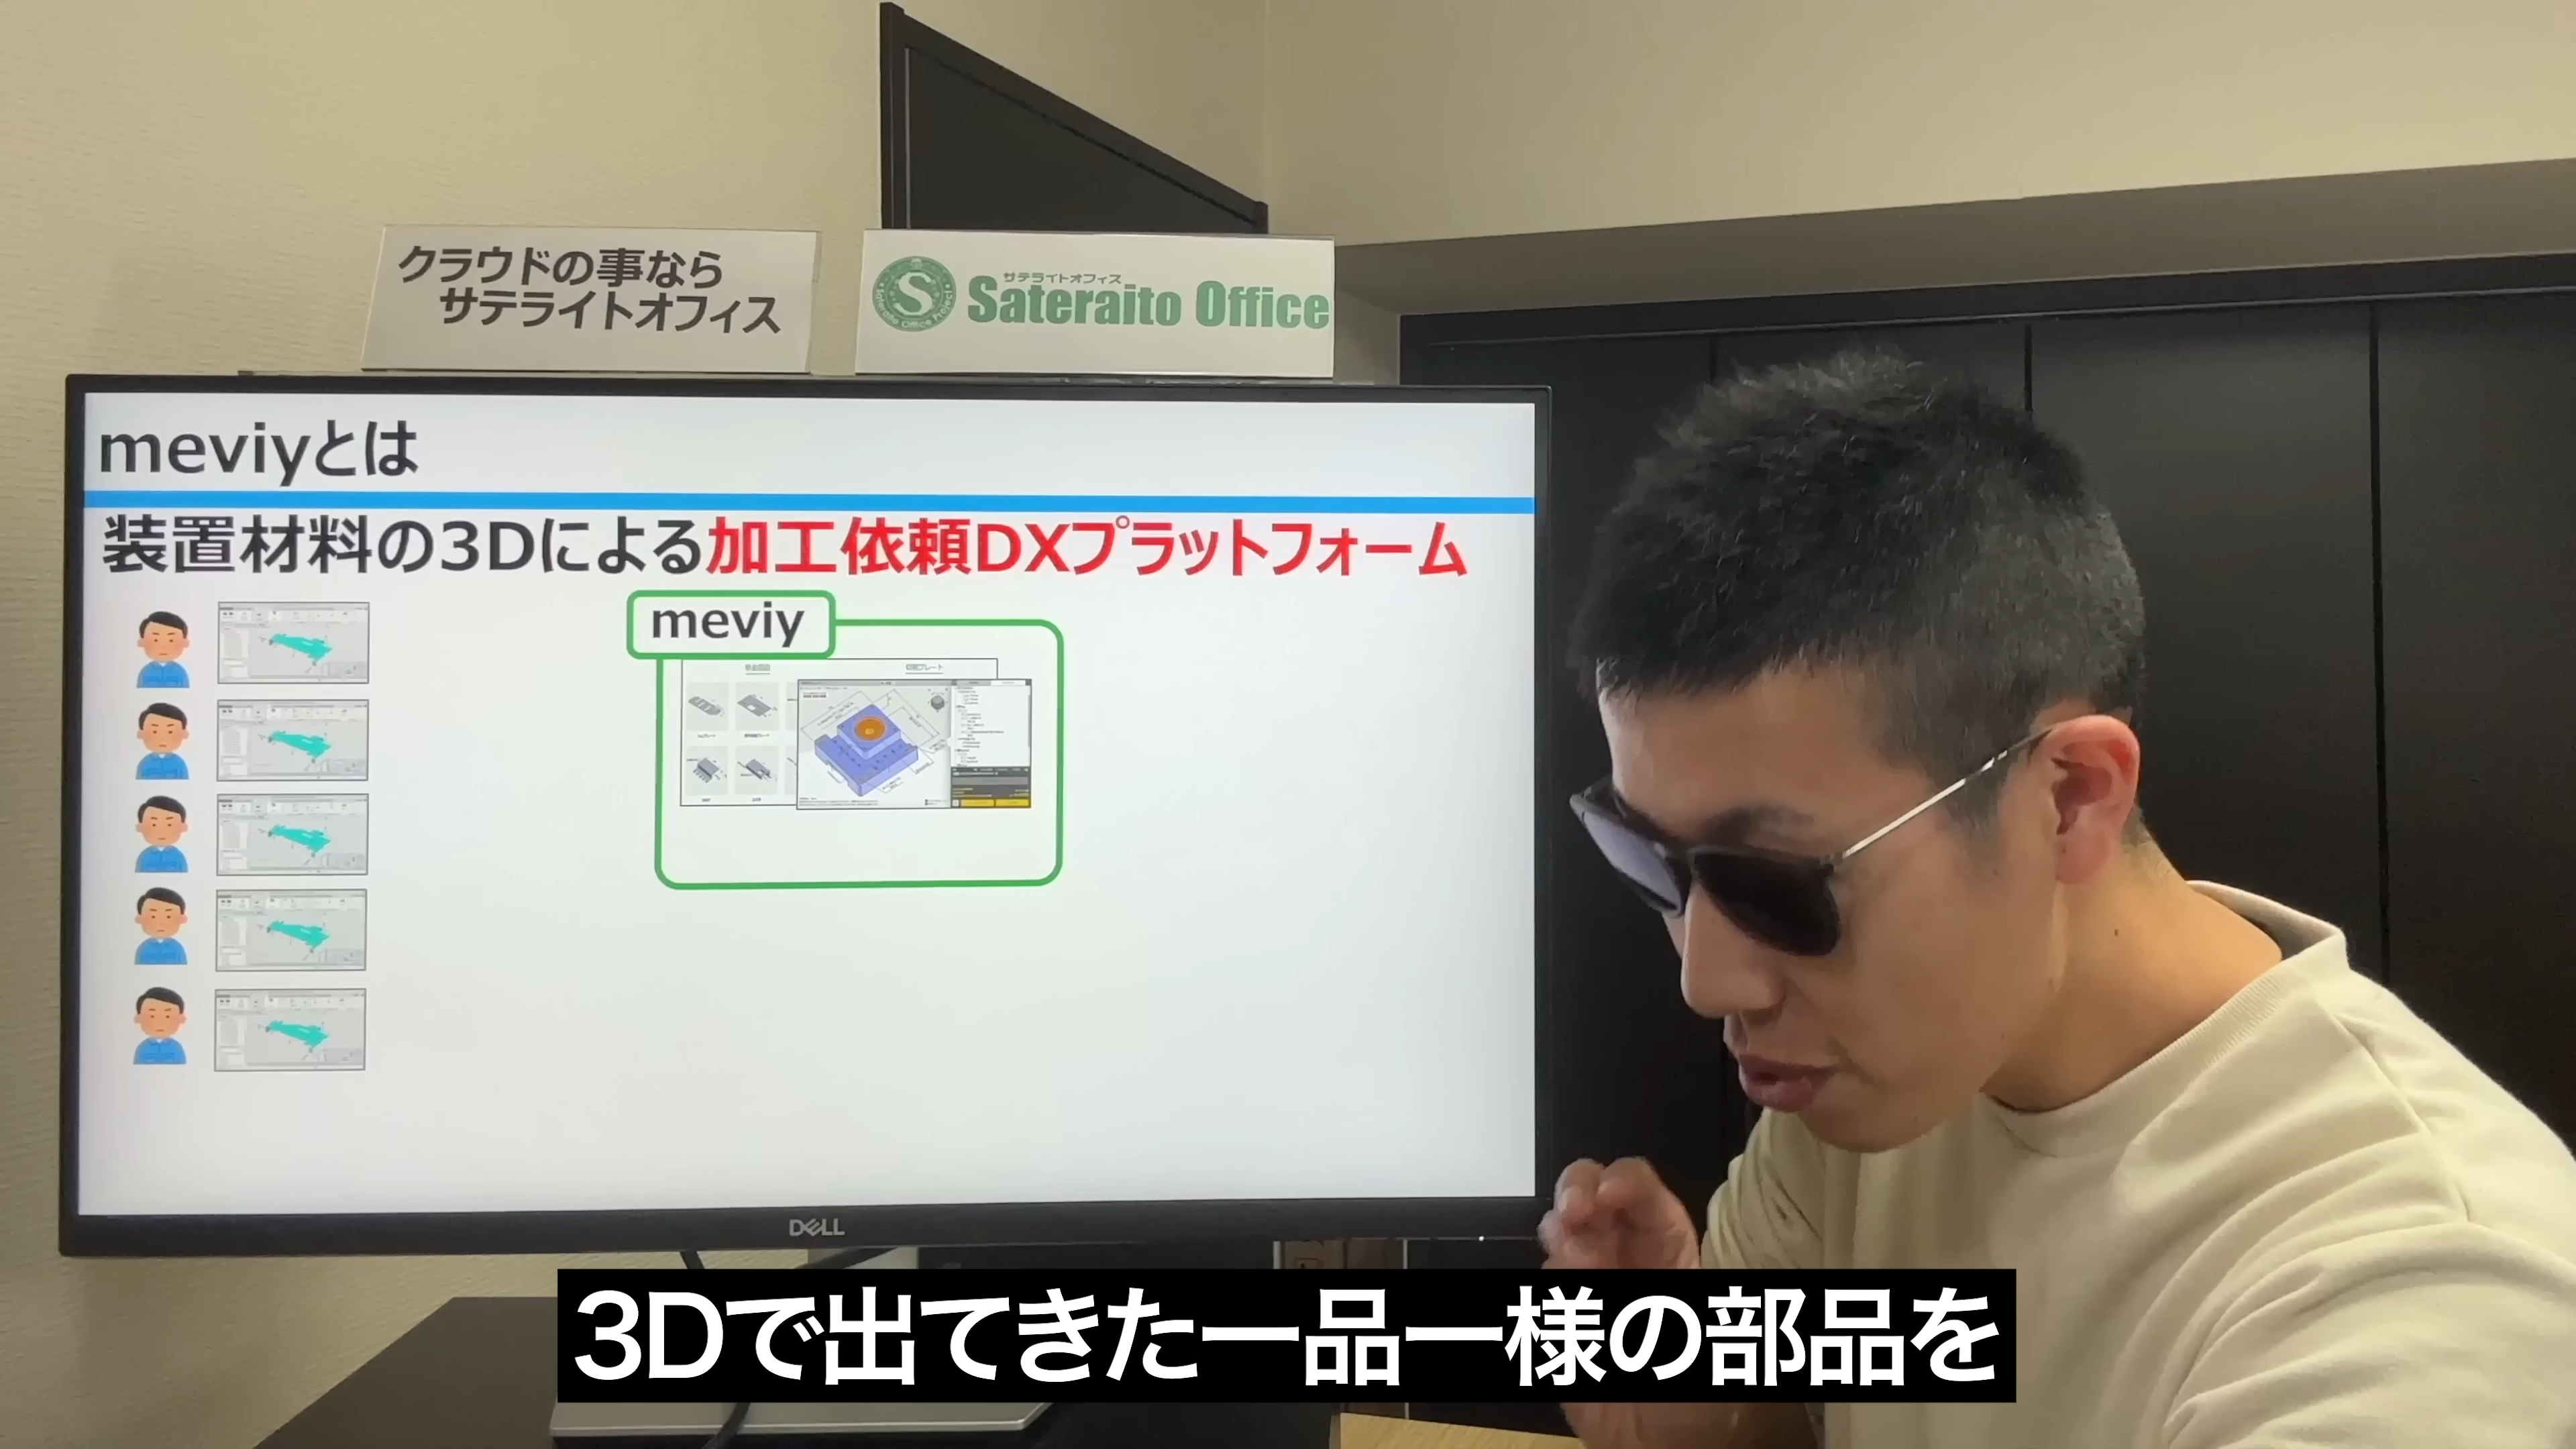 クラウドの事なら
サテライトオフィス
サテライトオフィス
Sateraito Office
Sateraito Office Project
meviyとは
装置材料の3Dによる加工依頼DXプラットフォーム
meviy
DELL
3Dで出てきた一品一様の部品を